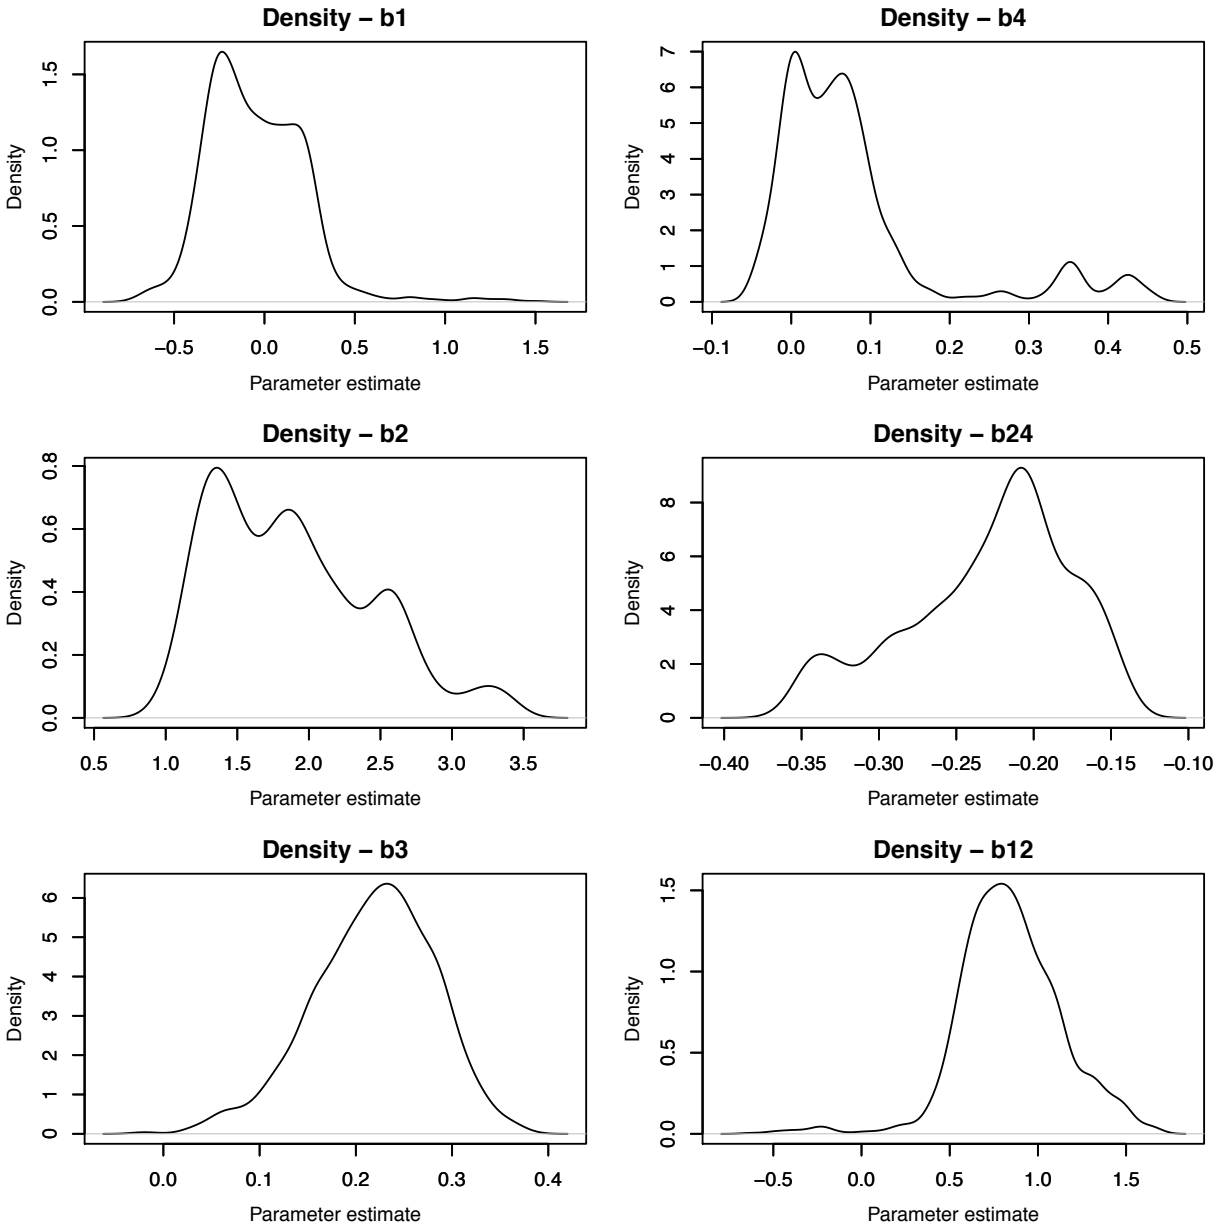 Density – b1
Density
0.0 0.5 1.0 1.5
−0.5 0.0 0.5 1.0 1.5
Parameter estimate
Density – b4
Density
0 1 2 3 4 5 6 7
−0.1 0.0 0.1 0.2 0.3 0.4 0.5
Parameter estimate
Density – b2
Density
0.0 0.2 0.4 0.6 0.8
0.5 1.0 1.5 2.0 2.5 3.0 3.5
Parameter estimate
Density – b24
Density
0 2 4 6 8
−0.40 −0.35 −0.30 −0.25 −0.20 −0.15 −0.10
Parameter estimate
Density – b3
Density
0 1 2 3 4 5 6
0.0 0.1 0.2 0.3 0.4
Parameter estimate
Density – b12
Density
0.0 0.5 1.0 1.5
−0.5 0.0 0.5 1.0 1.5
Parameter estimate